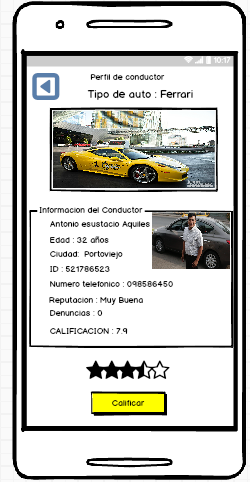 10:17
Perfil de conductor
Tipo de auto : Ferrari
Informacion del Conductor
Antonio esustacio Aquiles
Edad : 32 años
Ciudad: Portoviejo
ID : 521786523
Numero telefonico : 098586450
Reputacion : Muy Buena
Denuncias : 0
CALIFICACION : 7.9
Calificar